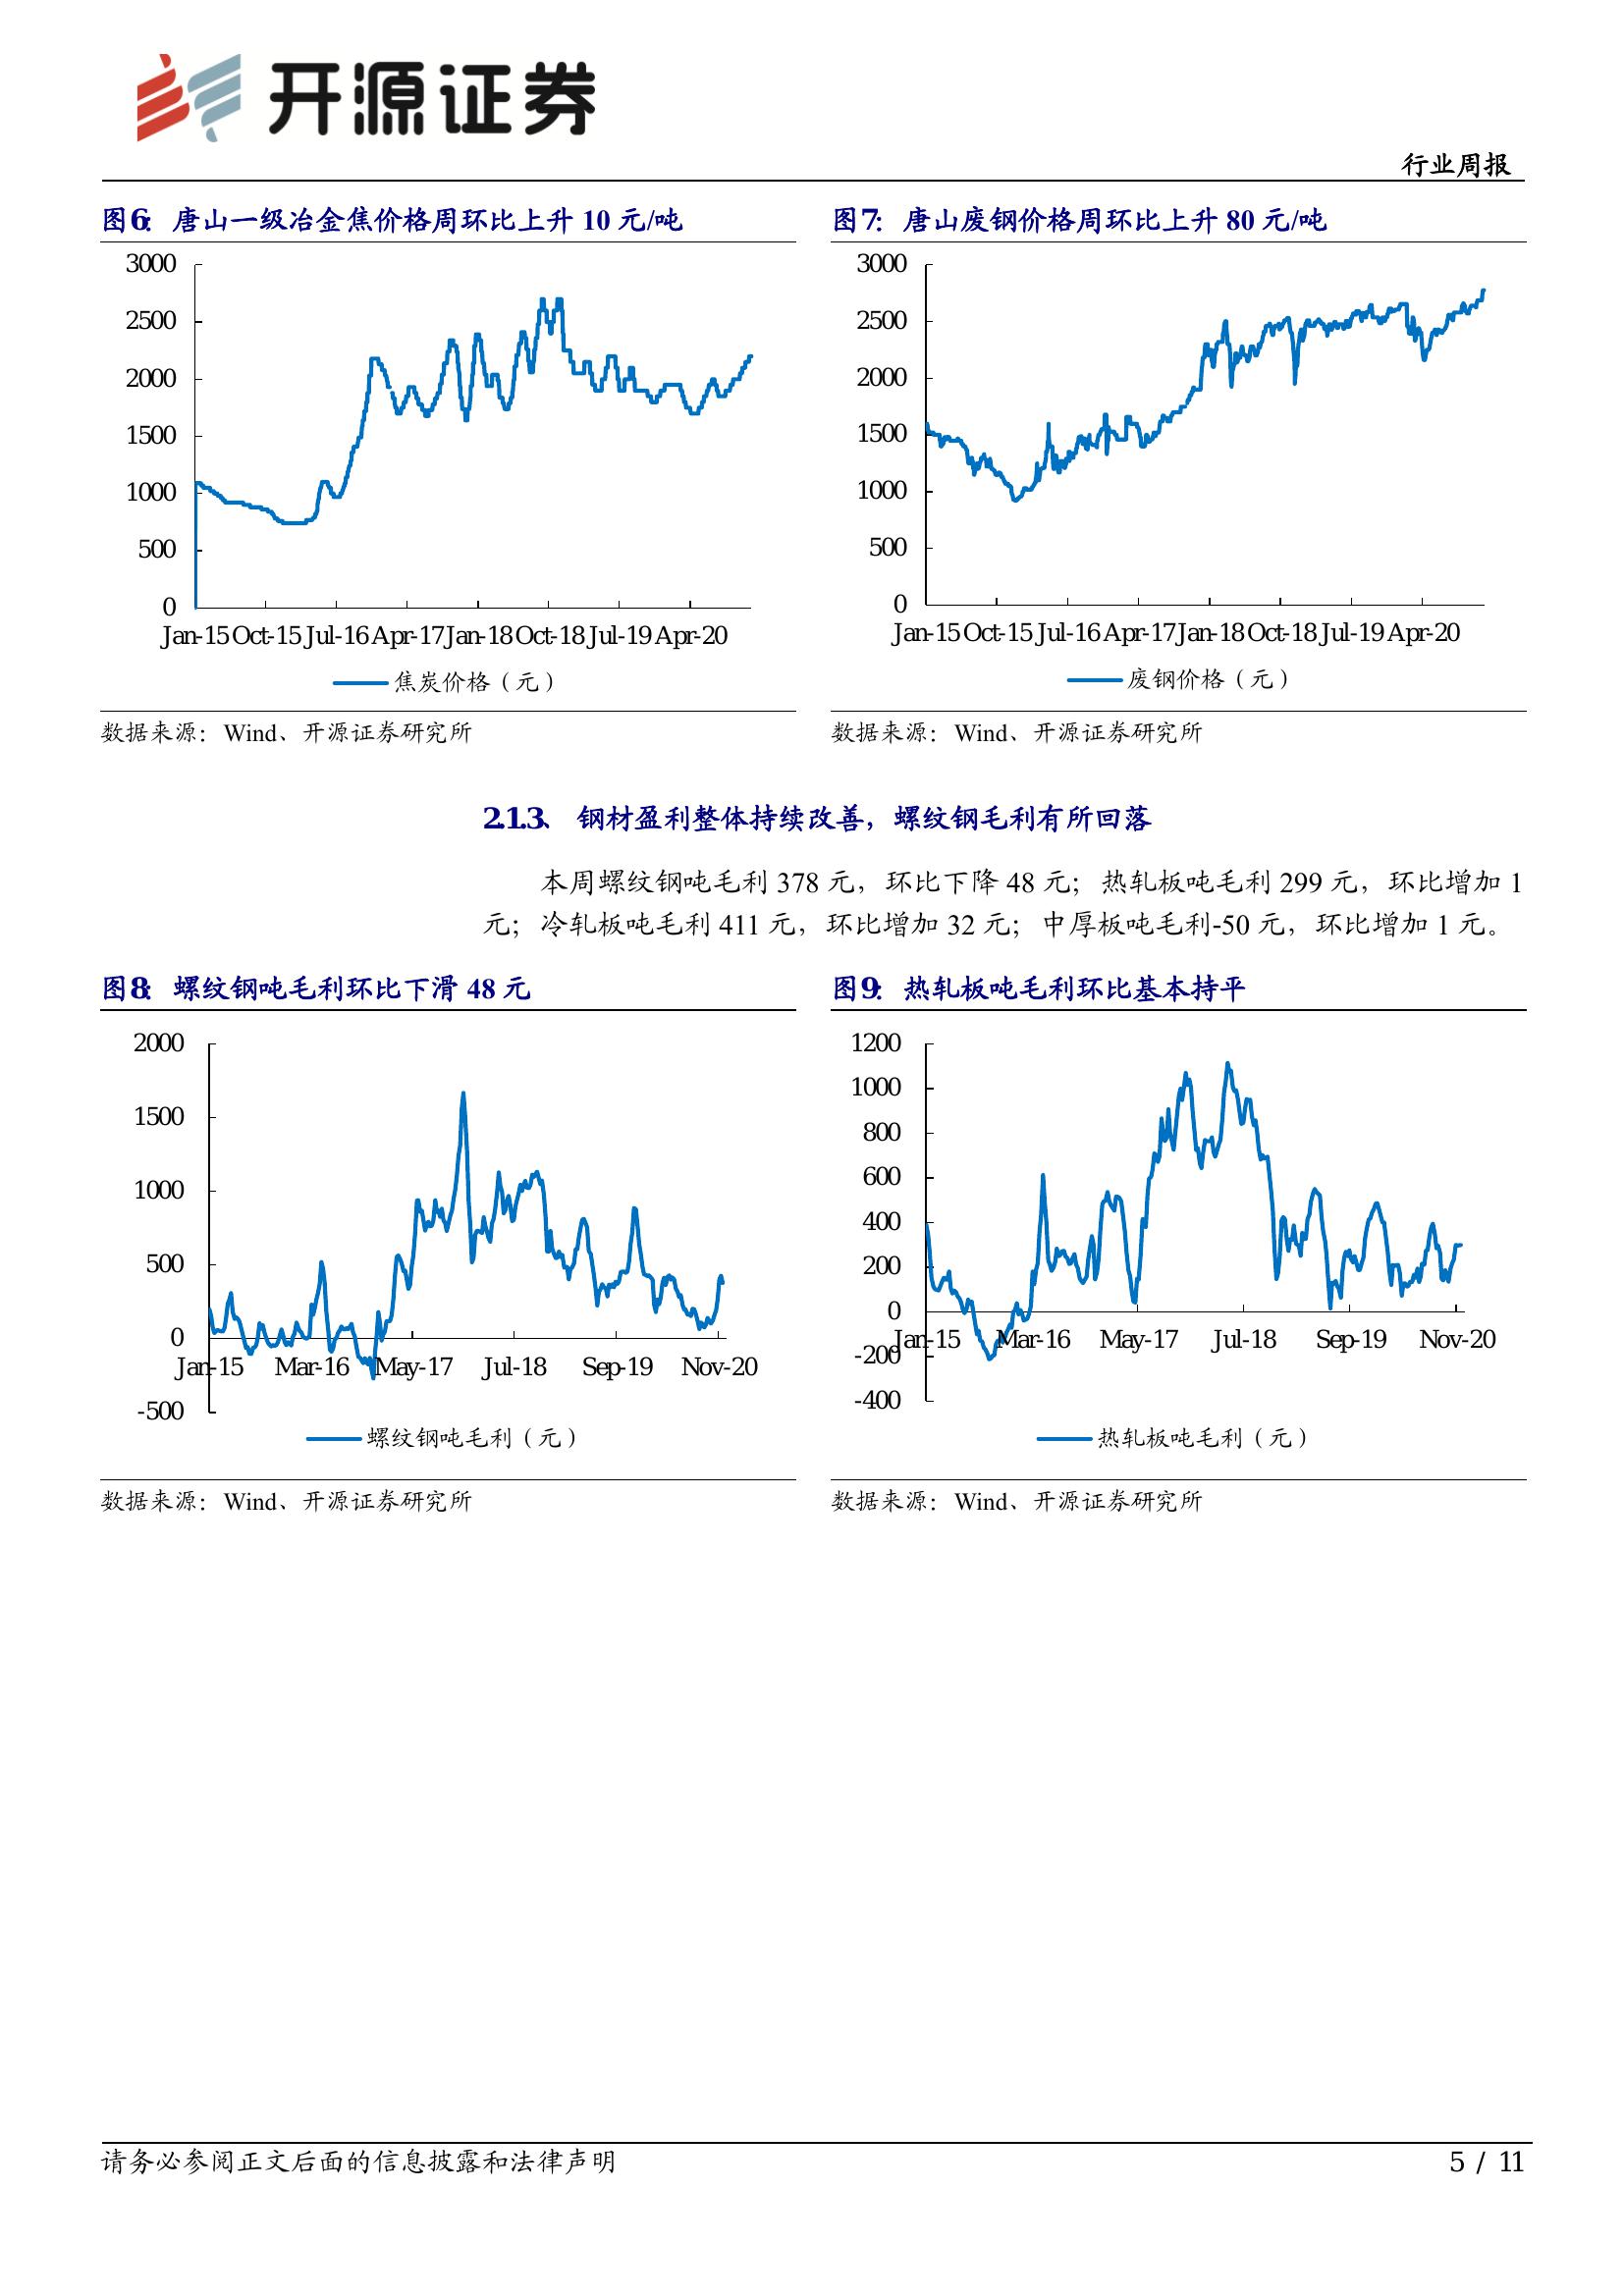 开源证券
行业周报
图6：唐山一级冶金焦价格周环比上升 10 元/吨
3000
2500
2000
1500
1000
500
0
Jan-15 Oct-15 Jul-16 Apr-17 Jan-18 Oct-18 Jul-19 Apr-20
焦炭价格（元）
数据来源：Wind、开源证券研究所
图7：唐山废钢价格周环比上升 80 元/吨
3000
2500
2000
1500
1000
500
0
Jan-15 Oct-15 Jul-16 Apr-17 Jan-18 Oct-18 Jul-19 Apr-20
废钢价格（元）
数据来源：Wind、开源证券研究所
2.1.3、 钢材盈利整体持续改善，螺纹钢毛利有所回落
本周螺纹钢吨毛利 378 元，环比下降 48 元；热轧板吨毛利 299 元，环比增加 1
元；冷轧板吨毛利 411 元，环比增加 32 元；中厚板吨毛利-50 元，环比增加 1 元。
图8：螺纹钢吨毛利环比下滑 48 元
2000
1500
1000
500
0
-500
Jan-15 Mar-16 May-17 Jul-18 Sep-19 Nov-20
螺纹钢吨毛利（元）
数据来源：Wind、开源证券研究所
图9：热轧板吨毛利环比基本持平
1200
1000
800
600
400
200
0
-200
-400
Jan-15 Mar-16 May-17 Jul-18 Sep-19 Nov-20
热轧板吨毛利（元）
数据来源：Wind、开源证券研究所
请务必参阅正文后面的信息披露和法律声明
5 / 11